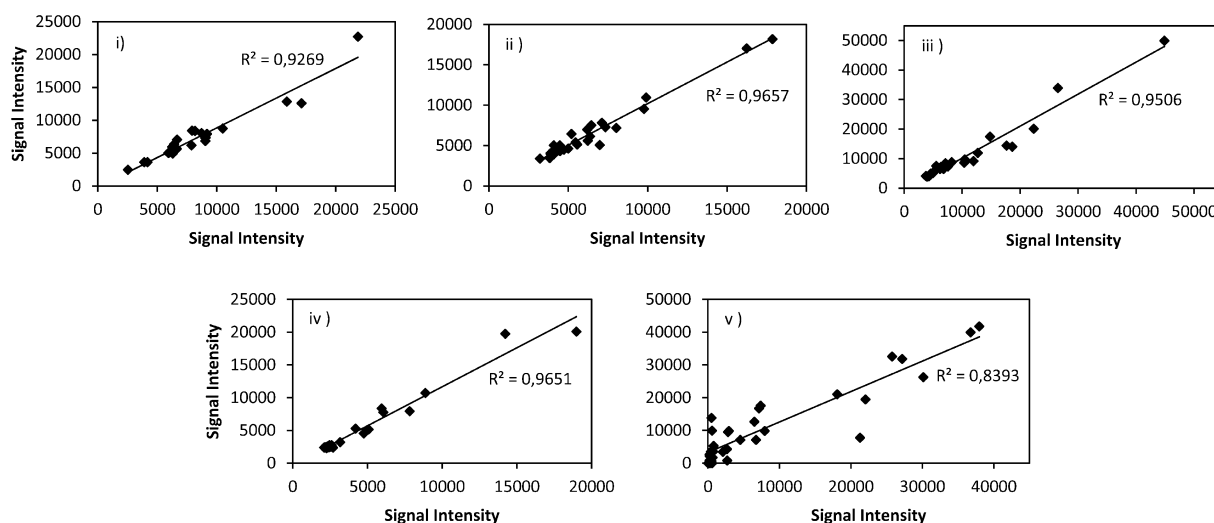 i)
R² = 0,9269
25000
20000
15000
10000
5000
0
0 5000 10000 15000 20000 25000
Signal Intensity
Signal Intensity
ii)
R² = 0,9657
20000
15000
10000
5000
0
0 5000 10000 15000 20000
Signal Intensity
iii)
R² = 0,9506
50000
40000
30000
20000
10000
0
0 10000 20000 30000 40000 50000
Signal Intensity
iv )
R² = 0,9651
25000
20000
15000
10000
5000
0
0 5000 10000 15000 20000
Signal Intensity
Signal Intensity
v )
R² = 0,8393
50000
40000
30000
20000
10000
0
0 10000 20000 30000 40000
Signal Intensity
Signal Intensity